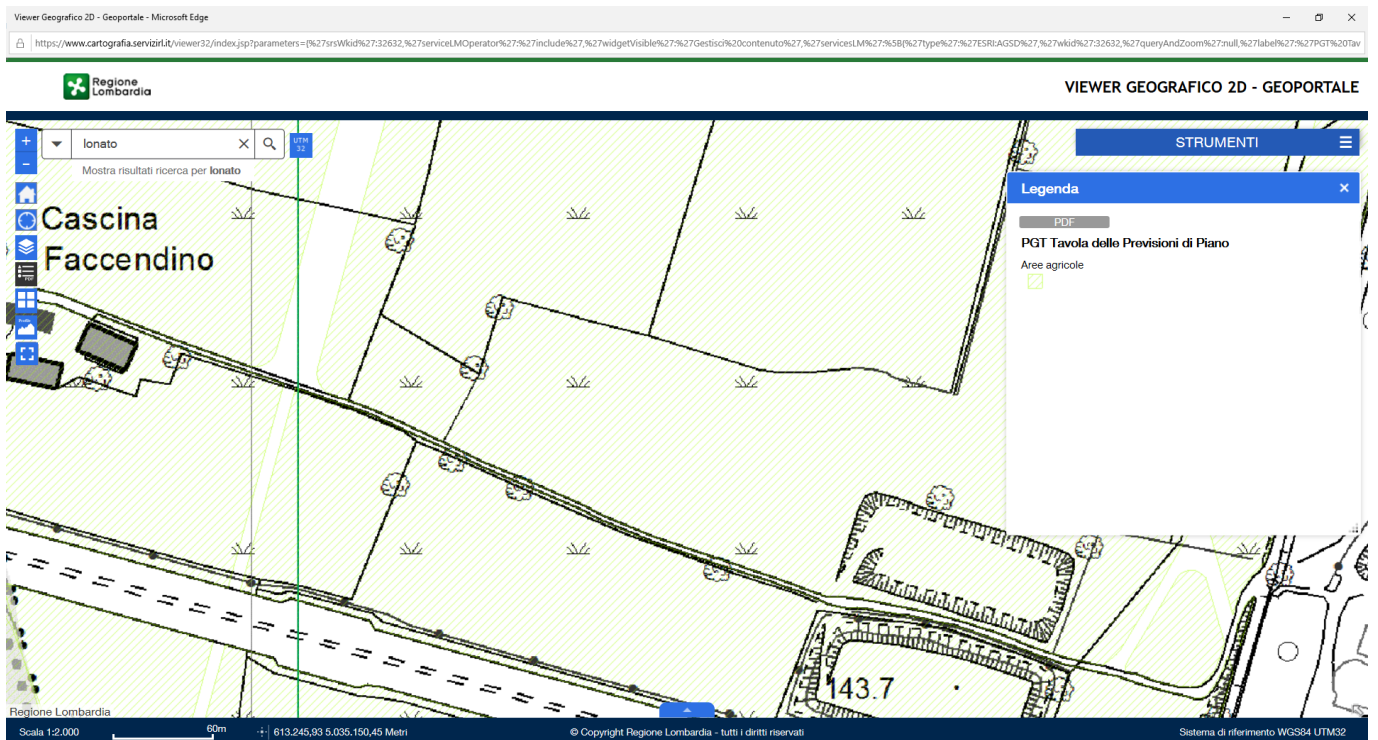 Viewer Geografico 2D - Geoportale - Microsoft Edge
https://www.cartografia.servizirl.it/viewer32/index.jsp?parameters={%27srsWkid%27:32632,%27serviceLMOperator%27:%27include%27,%27widgetVisible%27:%27Gestisci%20contenuto%27,%27servicesLM%27:%5B{%27type%27:%27ESRI:AGSD%27,%27wkid%27:32632,%27queryAndZoom%27:null,%27label%27:%27PGT%20Tav
Regione
Lombardia
VIEWER GEOGRAFICO 2D - GEOPORTALE
+
lonato
UTM
32
STRUMENTI
-
Mostra risultati ricerca per lonato
Legenda
PDF
PGT Tavola delle Previsioni di Piano
Aree agricole
Cascina
Faccendino
PDF
Profilo
143.7
Regione Lombardia
Scala 1:2.000
60m
613.245,93 5.035.150,45 Metri
© Copyright Regione Lombardia - tutti i diritti riservati
Sistema di riferimento WGS84 UTM32